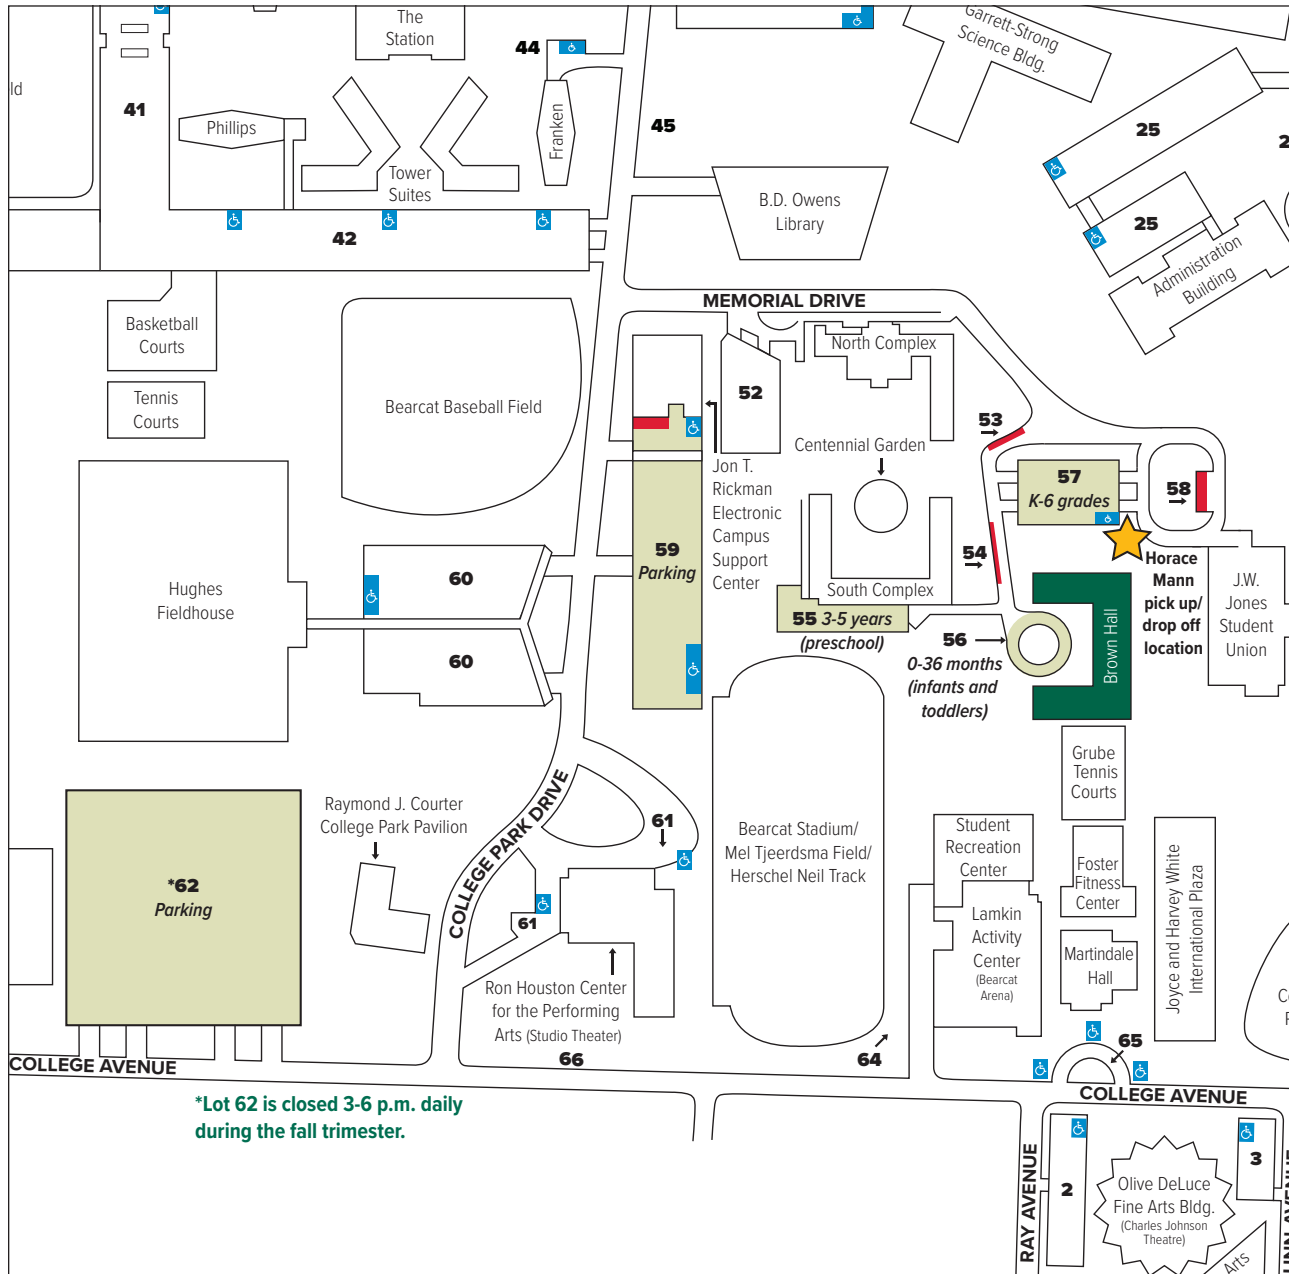 The
Station
44
Garrett-Strong
Science Bldg.
ld
41
Phillips
Tower
Suites
Franken
45
25
25
B.D. Owens
Library
42
Administration
Building
MEMORIAL DRIVE
Basketball
Courts
Tennis
Courts
Bearcat Baseball Field
North Complex
52
53
Centennial Garden
Jon T.
Rickman
Electronic
Campus
Support
Center
57
K-6 grades
58
54
59
Parking
Horace
Mann
pick up/
drop off
location
J.W.
Jones
Student
Union
Hughes
Fieldhouse
60
60
South Complex
55 3-5 years
(preschool)
56
0-36 months
(infants and
toddlers)
Brown Hall
Grube
Tennis
Courts
Raymond J. Courter
College Park Pavilion
COLLEGE PARK DRIVE
61
61
Bearcat Stadium/
Mel Tjeerdsma Field/
Herschel Neil Track
Student
Recreation
Center
Foster
Fitness
Center
Joyce and Harvey White
International Plaza
*62
Parking
Lamkin
Activity
Center
(Bearcat
Arena)
Martindale
Hall
Ron Houston Center
for the Performing
Arts (Studio Theater)
66
64
65
COLLEGE AVENUE
COLLEGE AVENUE
*Lot 62 is closed 3-6 p.m. daily
during the fall trimester.
RAY AVENUE
2
Olive DeLuce
Fine Arts Bldg.
(Charles Johnson
Theatre)
3
Arts